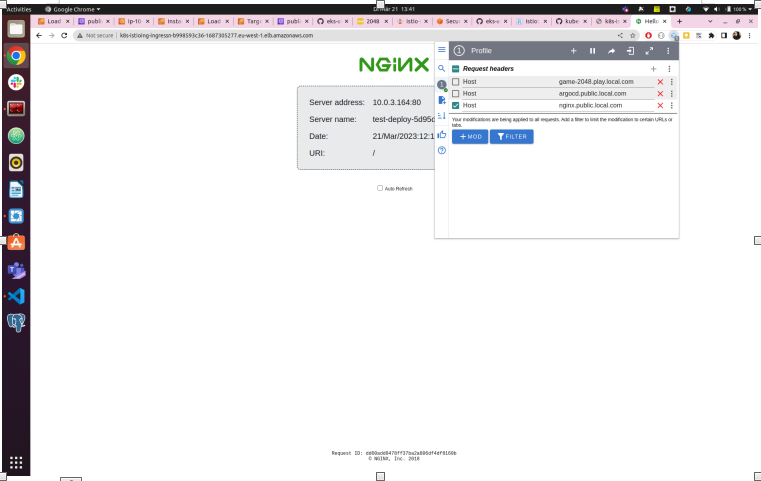 Activities
Google Chrome
Mar 21 13:41
100%
Load
publi
ip-10
Insta
Load
Targ
publi
eks-c
2048
Istio
Secu
eks-c
Istio
kube
k8s-i
Hello
Not secure
k8s-istioing-ingressn-b998593c36-1687305277.eu-west-1.elb.amazonaws.com
NGINX
Server address: 10.0.3.164:80
Server name: test-deploy-5d95c
Date: 21/Mar/2023:12:1
URI: /
Auto Refresh
1 Profile
Request headers
Host game-2048.play.local.com
Host argocd.public.local.com
Host nginx.public.local.com
Your modifications are being applied to all requests. Add a filter to limit the modification to certain URLs or
tabs.
MOD
FILTER
Request ID:
© NGINX, Inc. 2018